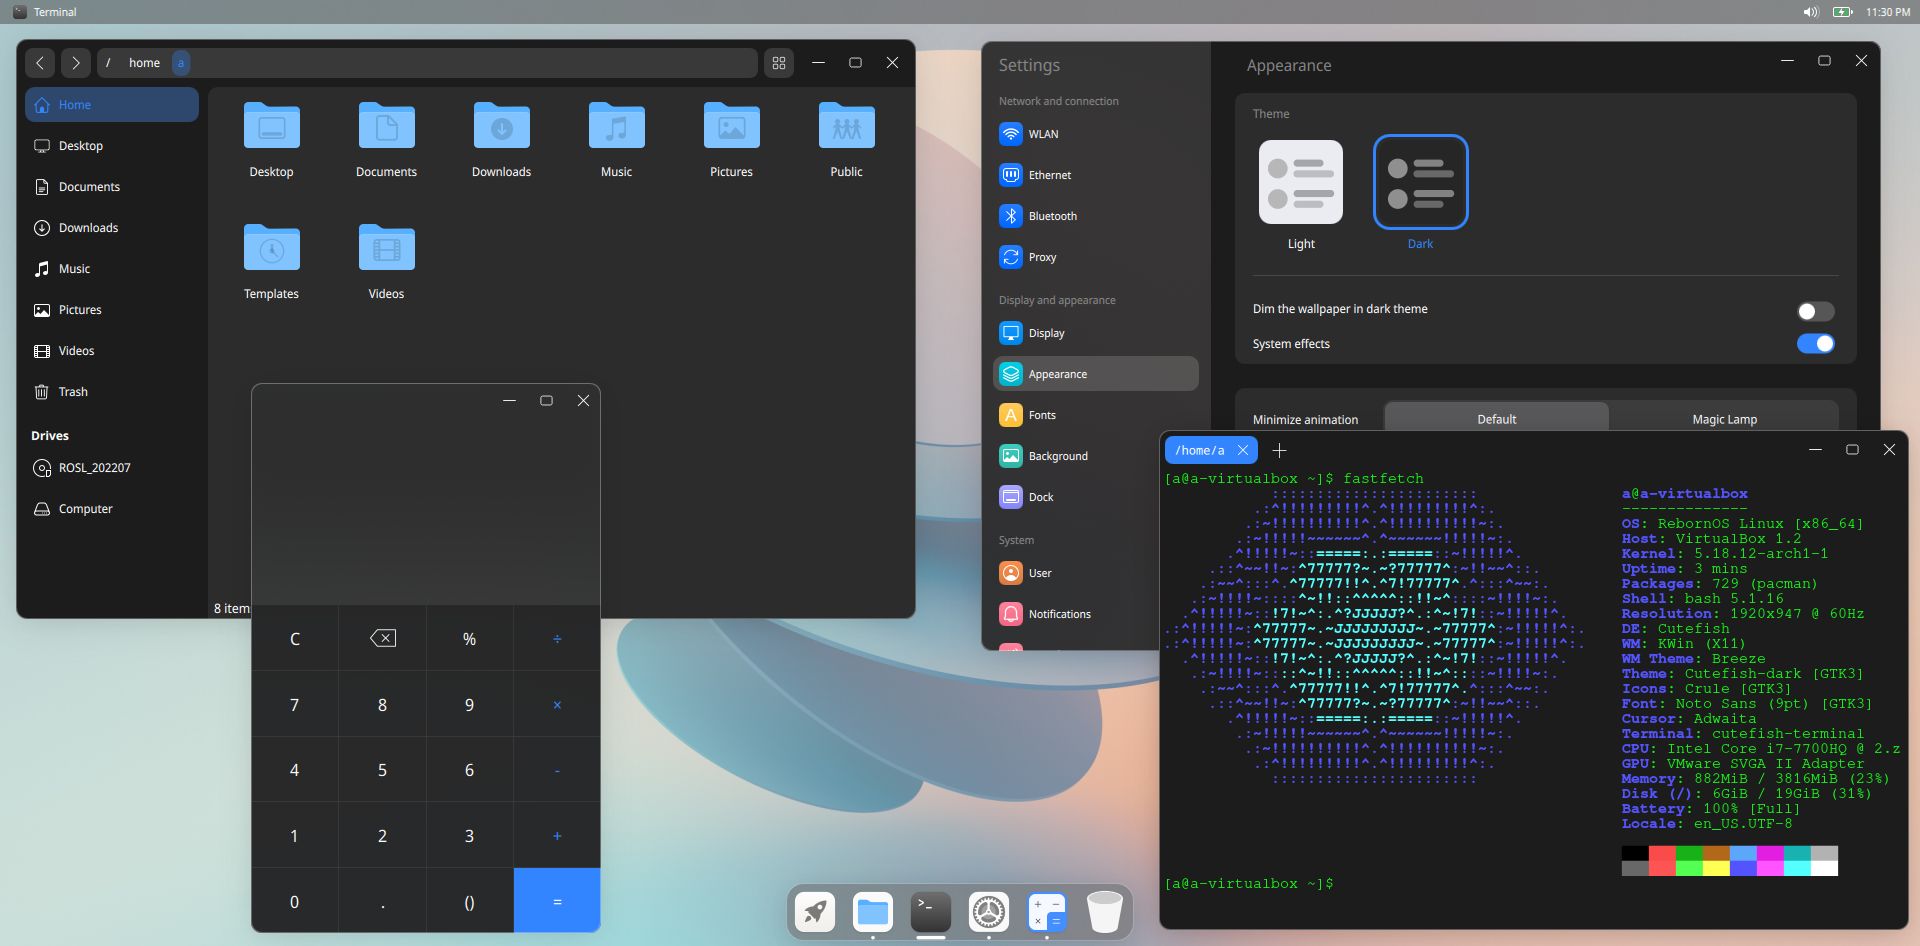 Terminal
11:30 PM
/ home a
Home
Desktop
Documents
Downloads
Music
Pictures
Videos
Trash
Drives
ROSL_202207
Computer
Desktop Documents Downloads Music Pictures Public
Templates Videos
8 item
C % ÷
7 8 9 ×
4 5 6 -
1 2 3 +
0 . () =
Settings
Network and connection
WLAN
Ethernet
Bluetooth
Proxy
Display and appearance
Display
Appearance
Fonts
Background
Dock
System
User
Notifications
Appearance
Theme
Light Dark
Dim the wallpaper in dark theme
System effects
Minimize animation Default Magic Lamp
/home/a
[a@a-virtualbox ~]$ fastfetch
a@a-virtualbox
--------------
OS: RebornOS Linux [x86_64]
Host: VirtualBox 1.2
Kernel: 5.18.12-arch1-1
Uptime: 3 mins
Packages: 729 (pacman)
Shell: bash 5.1.16
Resolution: 1920x947 @ 60Hz
DE: Cutefish
WM: KWin (X11)
WM Theme: Breeze
Theme: Cutefish-dark [GTK3]
Icons: Crule [GTK3]
Font: Noto Sans (9pt) [GTK3]
Cursor: Adwaita
Terminal: cutefish-terminal
CPU: Intel Core i7-7700HQ @ 2.z
GPU: VMware SVGA II Adapter
Memory: 882MiB / 3816MiB (23%)
Disk (/): 6GiB / 19GiB (31%)
Battery: 100% [Full]
Locale: en_US.UTF-8
[a@a-virtualbox ~]$